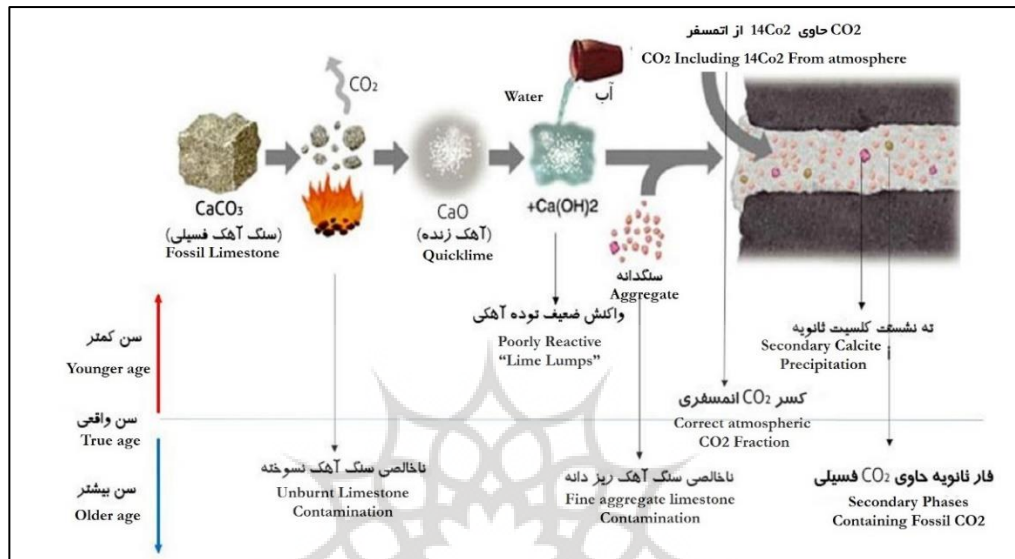 CO2 حاوی 14Co2 از اتمسفر
CO2 Including 14Co2 From atmosphere
CO2
Water
آب
CaCO3
(سنگ آهک فسیلی)
Fossil Limestone
CaO
(آهک زنده)
Quicklime
+Ca(OH)2
سنگدانه
Aggregate
واکنش ضعیف توده آهکی
Poorly Reactive
“Lime Lumps”
ته نشست کلسیت ثانویه
Secondary Calcite
Precipitation
سن کمتر
Younger age
کسر CO2 اتمسفری
Correct atmospheric
CO2 Fraction
سن واقعی
True age
سن بیشتر
Older age
ناخالصی سنگ آهک نسوخته
Unburnt Limestone
Contamination
ناخالصی سنگ آهک ریز دانه
Fine aggregate limestone
Contamination
فار ثانویه حاوی CO2 فسیلی
Secondary Phases
Containing Fossil CO2